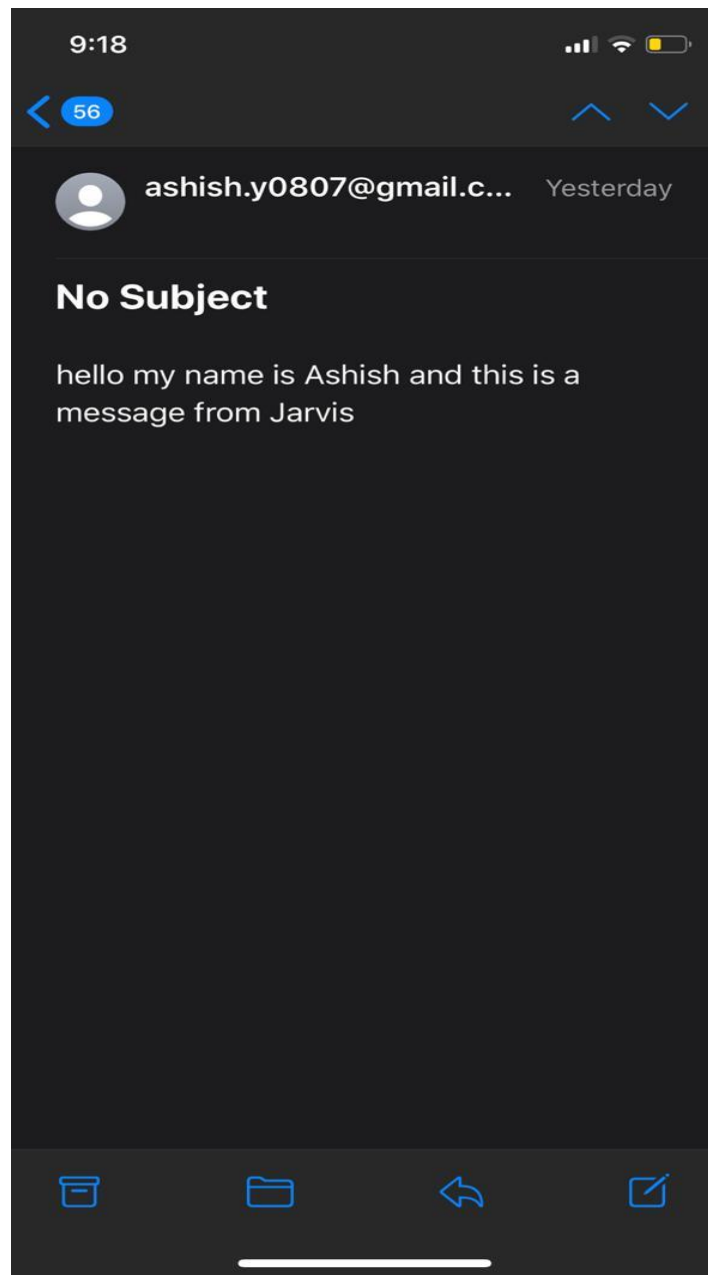 9:18
56
ashish.y0807@gmail.c... Yesterday
No Subject
hello my name is Ashish and this is a
message from Jarvis